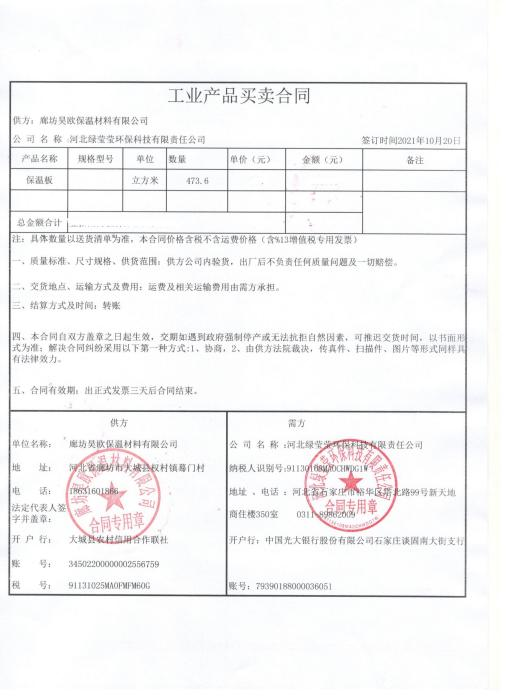 工业产品买卖合同
供方：廊坊昊欧保温材料有限公司
公 司 名 称 :河北绿莹莹环保科技有限责任公司 签订时间2021年10月20日
产品名称 规格型号 单位 数量 单价（元） 金额（元） 备注
保温板 立方米 473.6
总金额合计
注：具体数量以送货清单为准，本合同价格含税不含运费价格（含%13增值税专用发票）
一、质量标准、尺寸规格、供货范围：供方公司内验货，出厂后不负责任何质量问题及一切赔偿。
二、交货地点、运输方式及费用：运费及相关运输费用由需方承担。
三、结算方式及时间：转账
四、本合同自双方盖章之日起生效，交期如遇到政府强制停产或无法抗拒自然因素，可推迟交货时间，以书面形
式为准；解决合同纠纷采用以下第一种方式:1、协商，2、由供方法院裁决，传真件、扫描件、图片等形同样具
有法律效力。
五、合同有效期：出正式发票三天后合同结束。
供方 需方
单位名称： 廊坊昊欧保温材料有限公司 公 司 名 称 :河北绿莹莹环保科技有限责任公司
地 址： 河北省廊坊市大城县权村镇葛门村 纳税人识别号:
电 话： 18631601866 地址 、电话： 河北省石家庄市裕华区塔北路99号新天地
法定代表人签 商住楼350室 0311-89862009
字并盖章：
合同专用章 合同专用章
开 户 行： 大城县农村信用合作联社 开户行：中国光大银行股份有限公司石家庄谈固南大街支行
账 号： 34502200000002556759
税 号： 91131025MA0FMFM60G 账号：79390188000036051